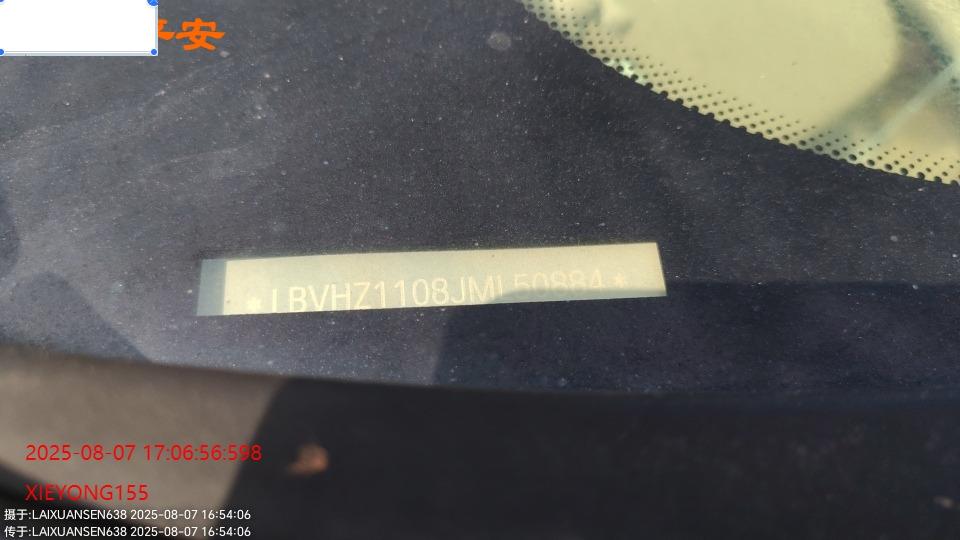 平安
*LBVHZ1108JML50884*
2025-08-07 17:06:56:598
XIEYONG155
摄于:LAIXUANSEN638 2025-08-07 16:54:06
传于:LAIXUANSEN638 2025-08-07 16:54:06